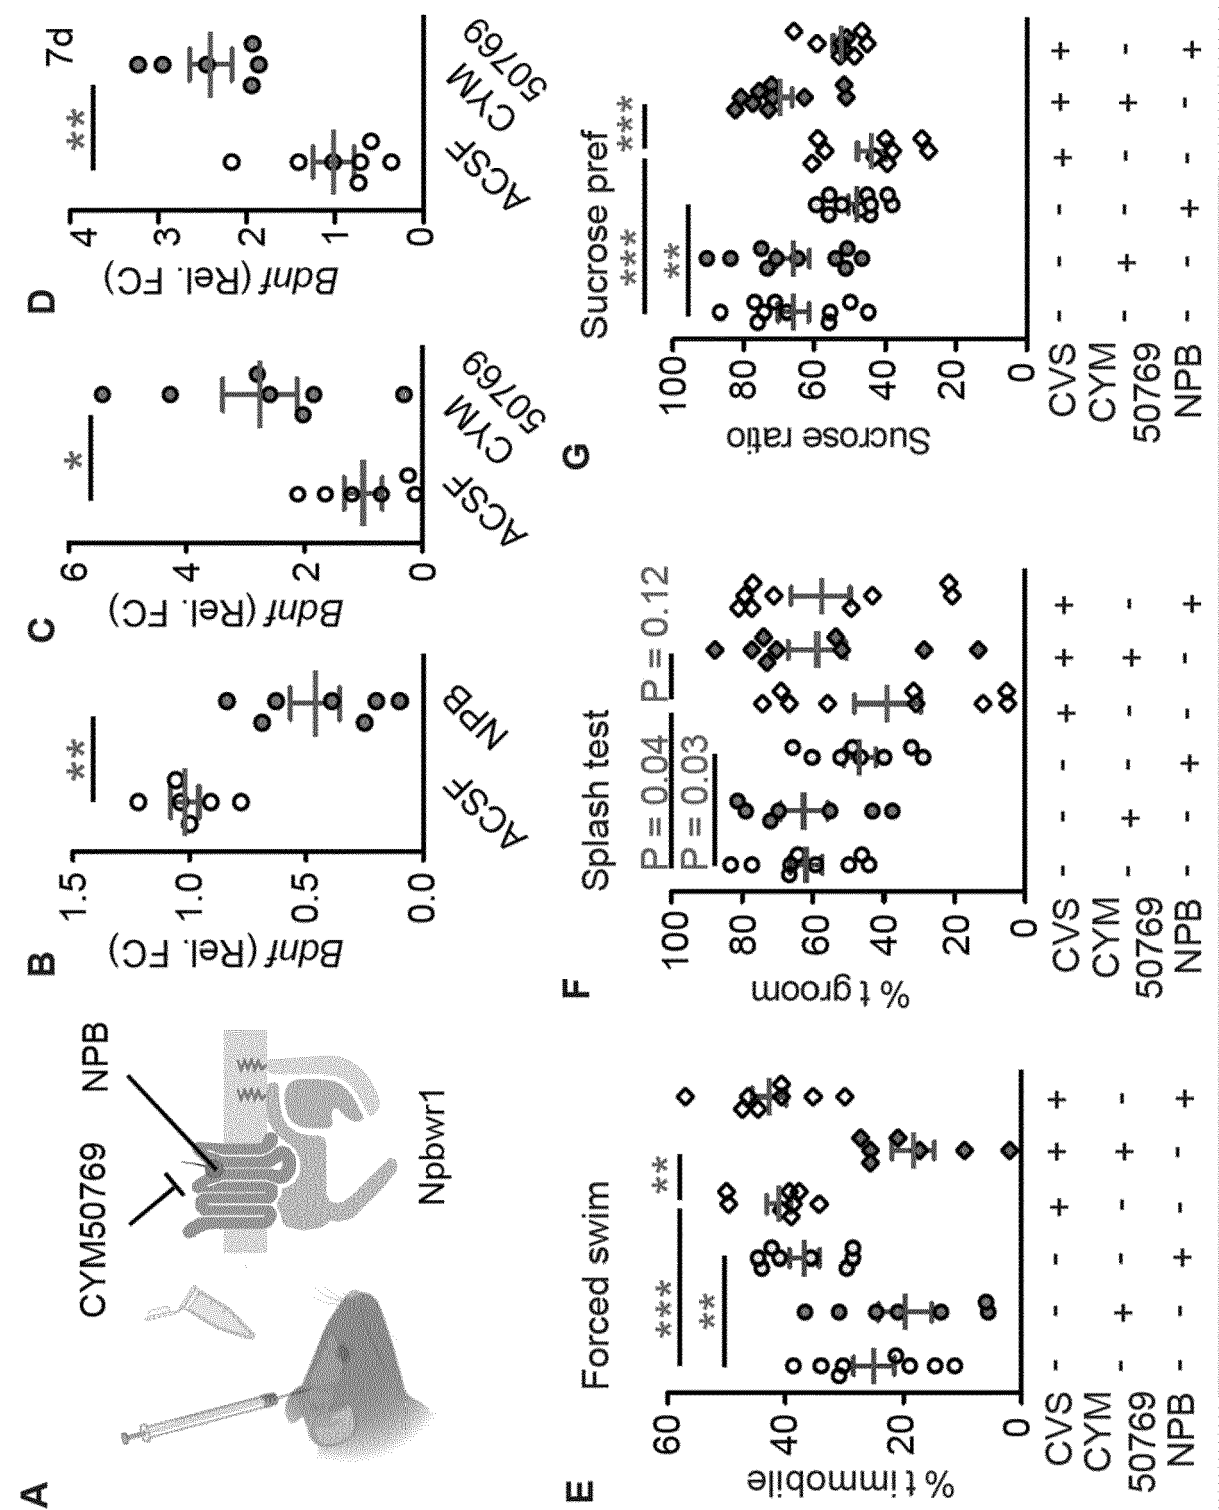 A
CYM50769
NPB
Npbwr1
B
Bdnf (Rel. FC)
1.5
1.0
0.5
0.0
**
ACSF
NPB
C
Bdnf (Rel. FC)
6
4
2
0
*
ACSF
CYM
50769
D
7d
Bdnf (Rel. FC)
4
3
2
1
0
**
ACSF
CYM
50769
E
Forced swim
% t immobile
60
40
20
0
***
**
**
CVS - - - + + +
CYM
50769 - + - - + -
NPB - - + - - +
F
Splash test
% t groom
100
80
60
40
20
0
P = 0.04 P = 0.12
P = 0.03
CVS - - - + + +
CYM
50769 - + - - + -
NPB - - + - - +
G
Sucrose pref
Sucrose ratio
100
80
60
40
20
0
*** ***
**
CVS - - - + + +
CYM
50769 - + - - + -
NPB - - + - - +